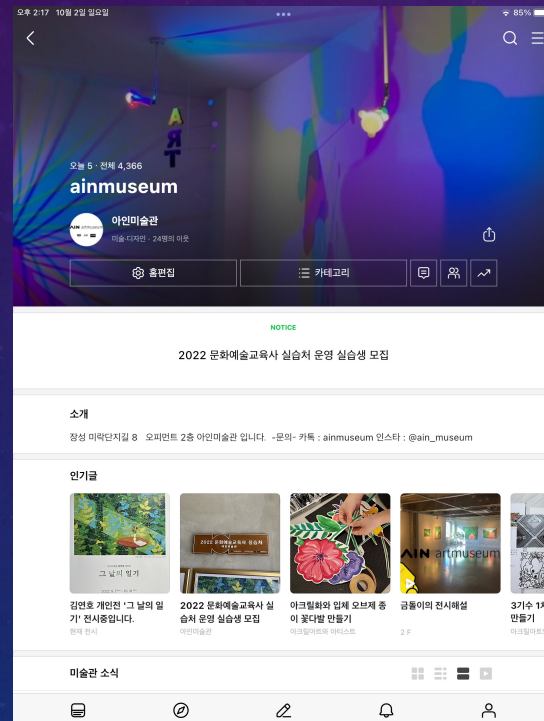 오후 2:17 10월 2일 일요일
85%
ART
오늘 5 · 전체 4,366
ainmuseum
아인미술관
미술·디자인 · 24명의 이웃
홈편집
카테고리
NOTICE
2022 문화예술교육사 실습처 운영 실습생 모집
소개
장성 미락단지길 8 오피먼트 2층 아인미술관 입니다. -문의- 카톡 : ainmuseum 인스타 : @ain_museum
인기글
그 날의 일기
2022 문화예술교육사 실습처
AIN artmuseum
김연호 개인전 '그 날의 일
기' 전시중입니다.
현재 전시
2022 문화예술교육사 실
습처 운영 실습생 모집
아인미술관
아크릴화와 입체 오브제 종
이 꽃다발 만들기
아크릴아트와 아티스트
금돌이의 전시해설
2 F
3기수 1차
만들기
미술관 소식